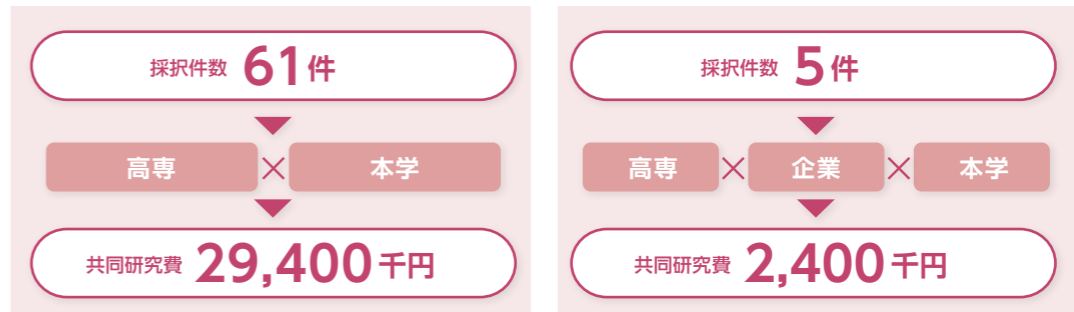 採択件数 61件
高専×本学
共同研究費 29,400千円
採択件数 5件
高専×企業×本学
共同研究費 2,400千円